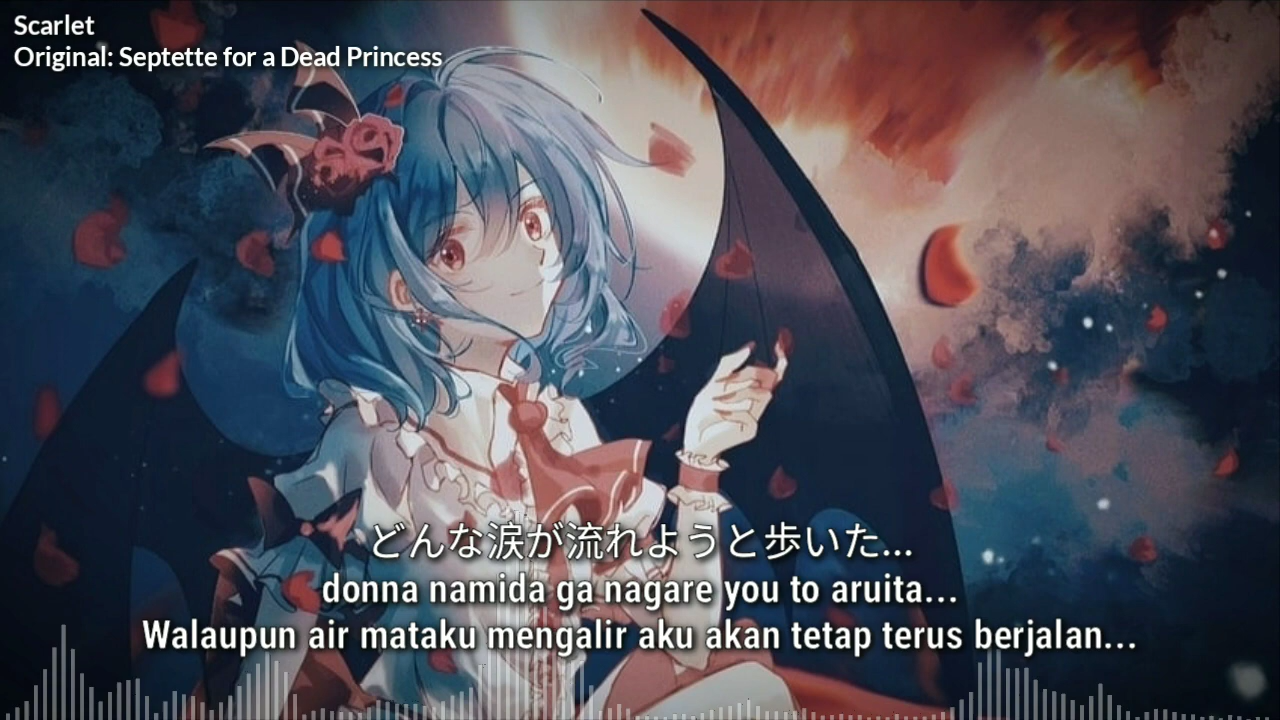 Scarlet
Original: Septette for a Dead Princess
どんな涙が流れようと歩いた...
donna namida ga nagare you to aruita...
Walaupun air mataku mengalir aku akan tetap terus berjalan...